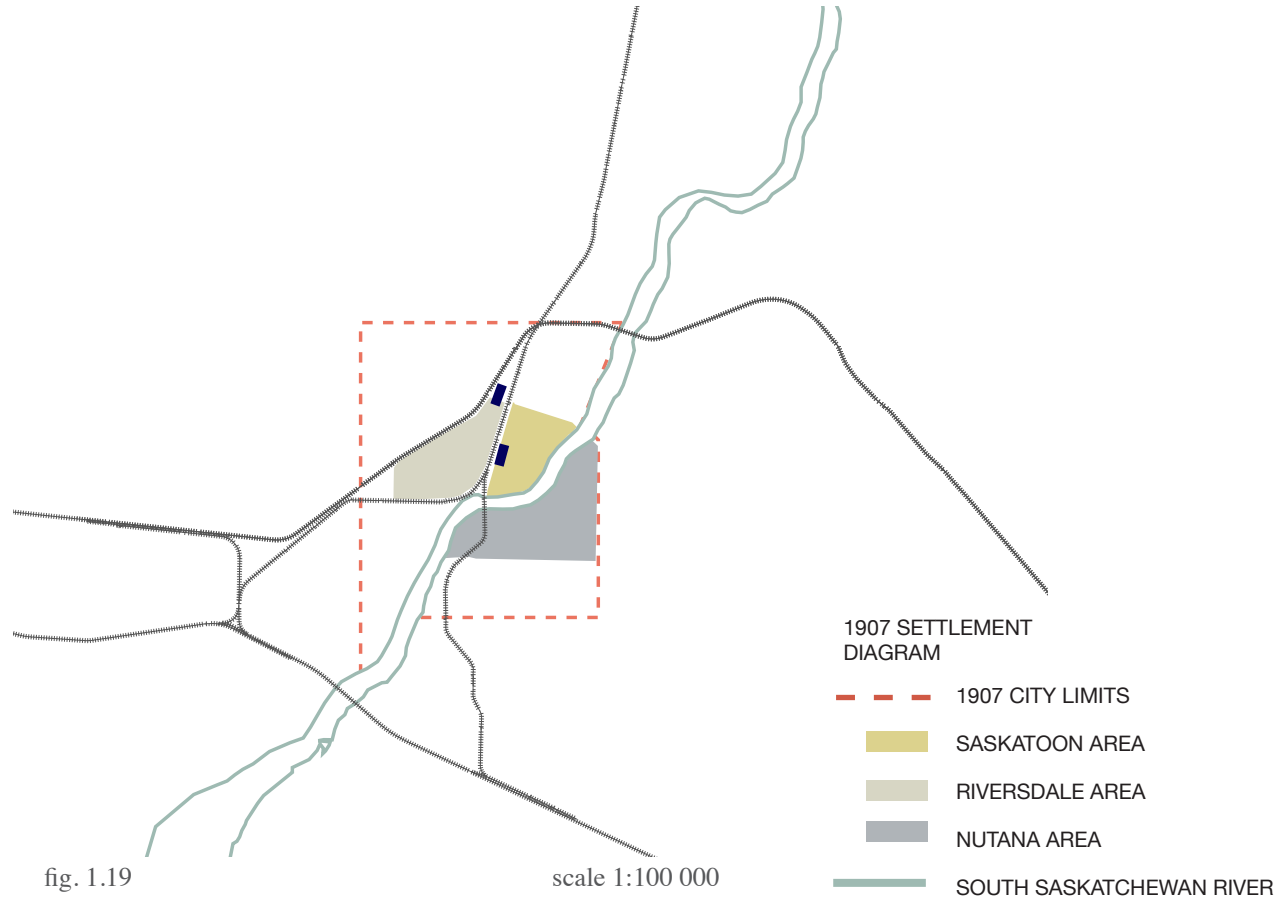 1907 SETTLEMENT
DIAGRAM
1907 CITY LIMITS
SASKATOON AREA
RIVERSDALE AREA
NUTANA AREA
SOUTH SASKATCHEWAN RIVER
fig. 1.19
scale 1:100 000